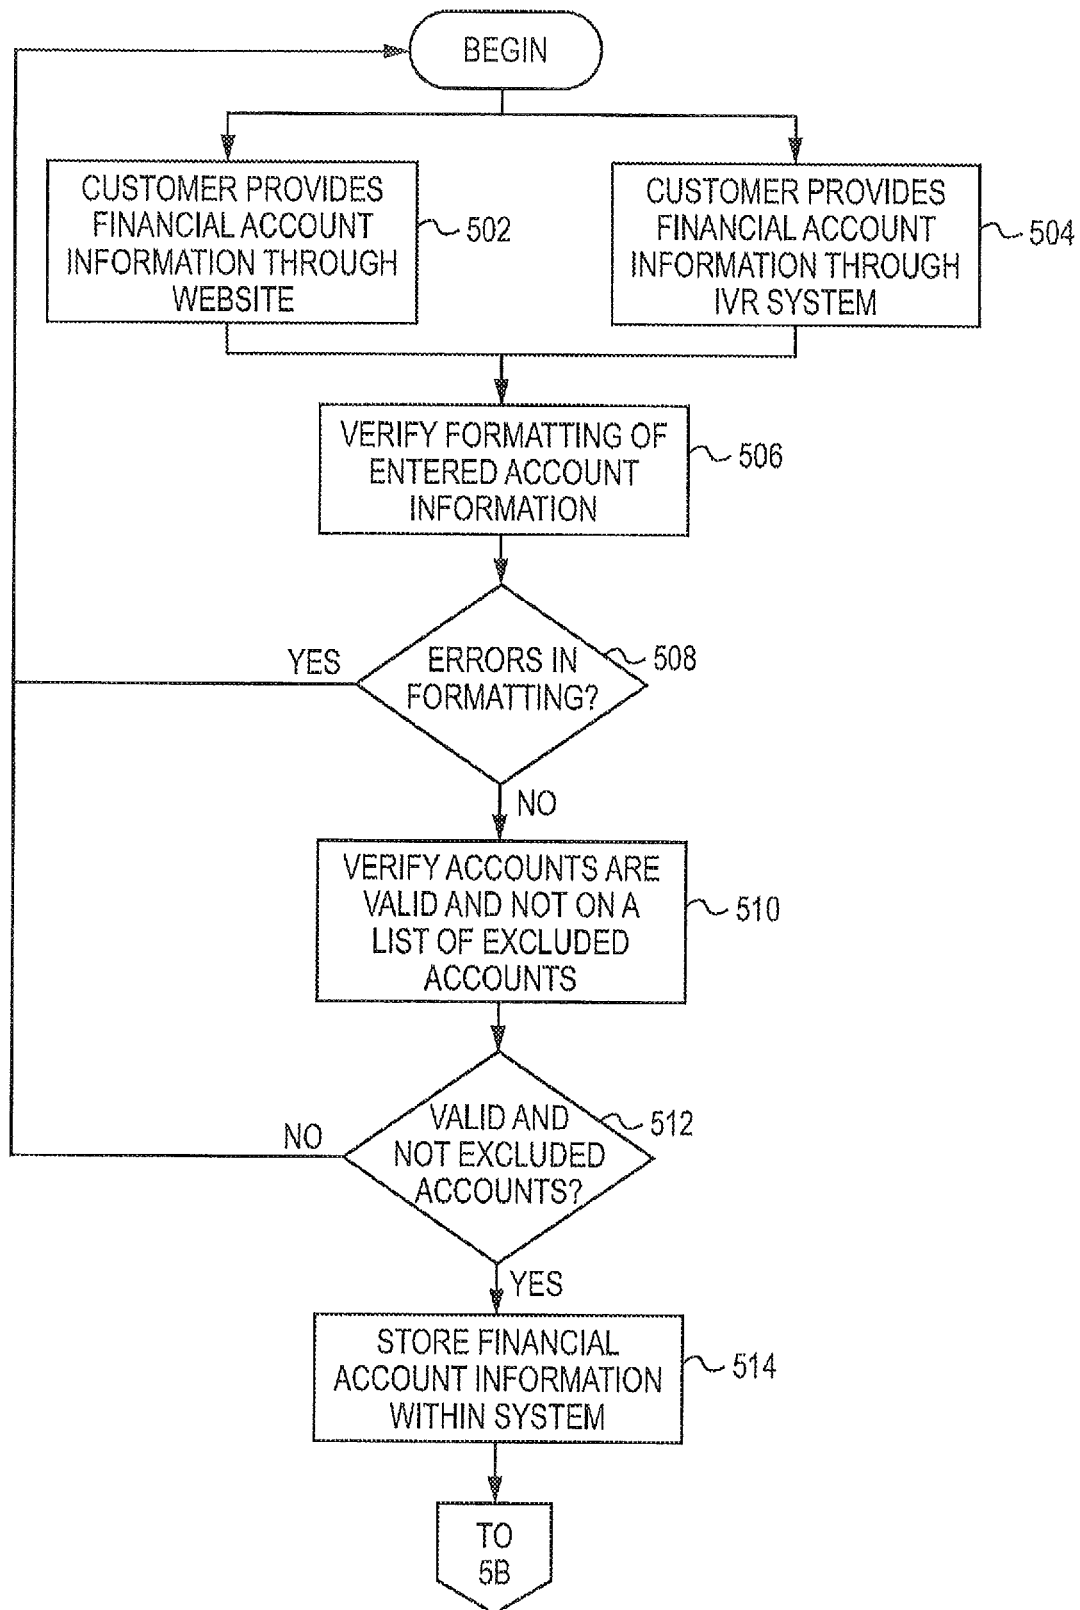 BEGIN
CUSTOMER PROVIDES
FINANCIAL ACCOUNT
INFORMATION THROUGH
WEBSITE
502
CUSTOMER PROVIDES
FINANCIAL ACCOUNT
INFORMATION THROUGH
IVR SYSTEM
504
VERIFY FORMATTING OF
ENTERED ACCOUNT
INFORMATION
506
ERRORS IN
FORMATTING?
508
YES
NO
VERIFY ACCOUNTS ARE
VALID AND NOT ON A
LIST OF EXCLUDED
ACCOUNTS
510
VALID AND
NOT EXCLUDED
ACCOUNTS?
512
NO
YES
STORE FINANCIAL
ACCOUNT INFORMATION
WITHIN SYSTEM
514
TO
5B